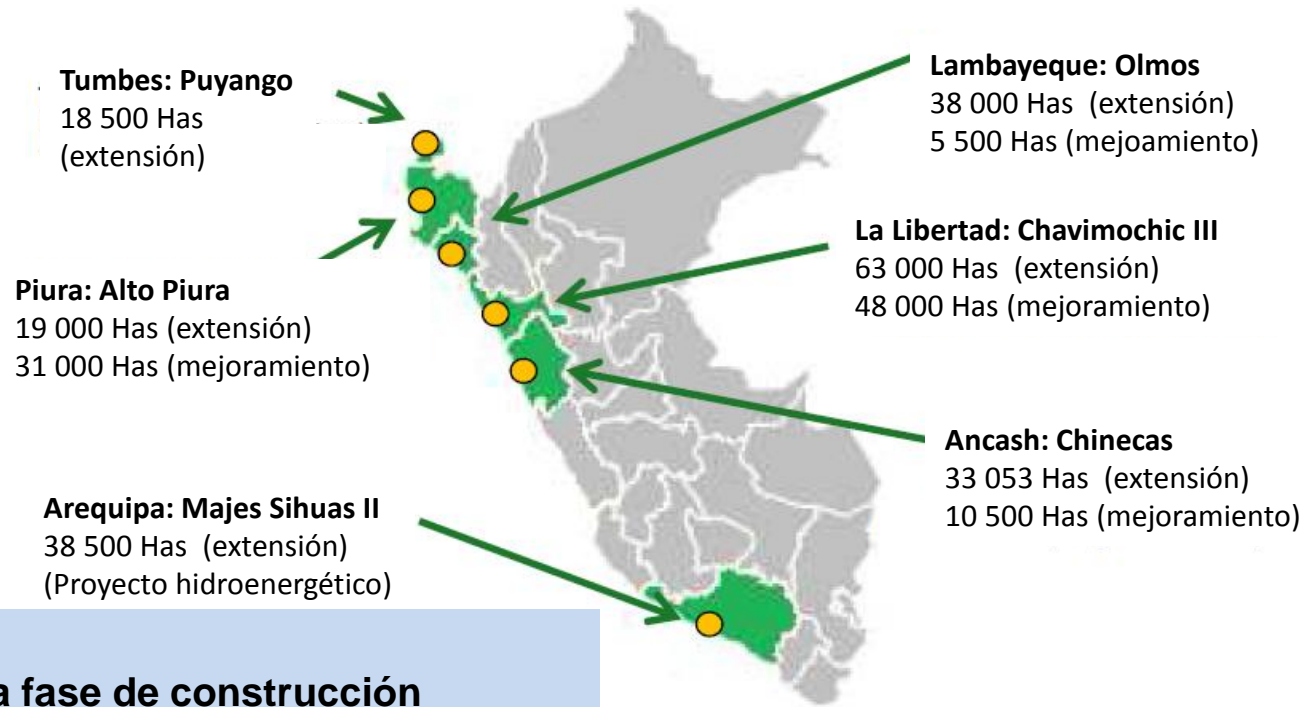 Tumbes: Puyango
18 500 Has
(extensión)
Lambayeque: Olmos
38 000 Has (extensión)
5 500 Has (mejoamiento)
La Libertad: Chavimochic III
63 000 Has (extensión)
48 000 Has (mejoramiento)
Piura: Alto Piura
19 000 Has (extensión)
31 000 Has (mejoramiento)
Ancash: Chinecas
33 053 Has (extensión)
10 500 Has (mejoramiento)
Arequipa: Majes Sihuas II
38 500 Has (extensión)
(Proyecto hidroenergético)
a fase de construcción